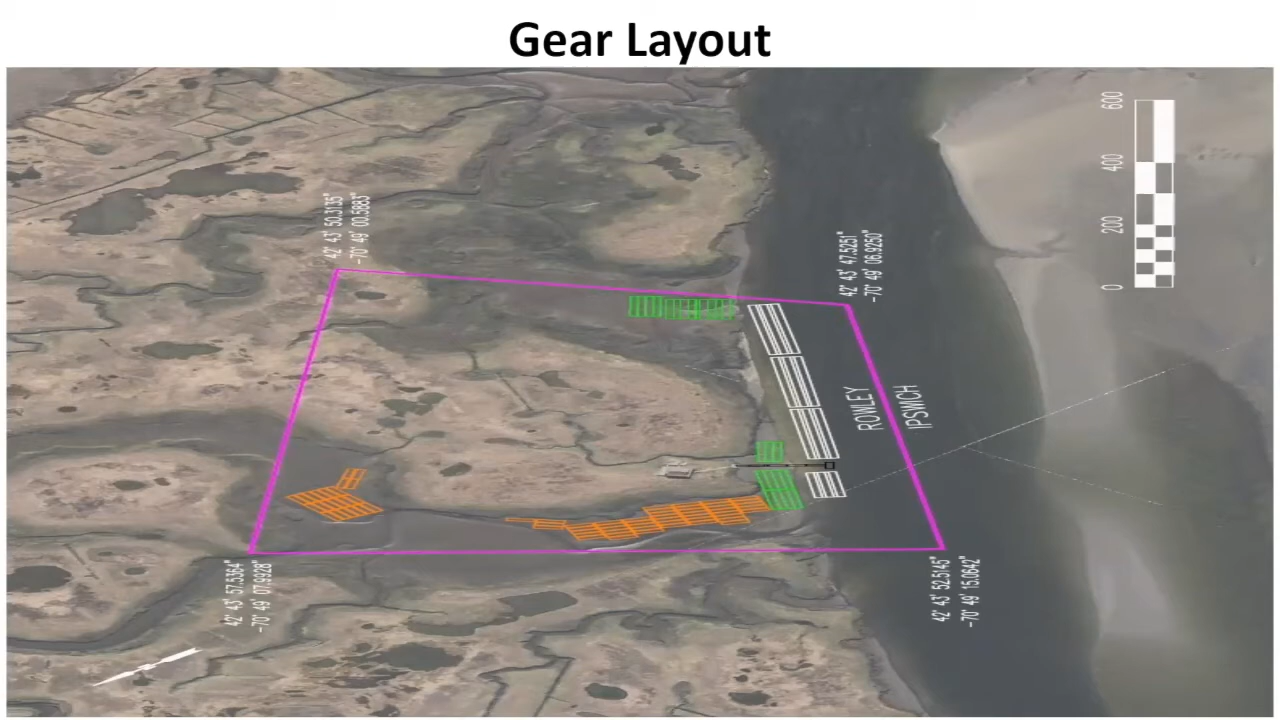 Gear Layout
42° 43' 50.3135"
-70° 49' 00.5883"
42° 43' 47.5251"
-70° 49' 06.9250"
ROWLEY
IPSWICH
42° 43' 57.5364"
-70° 49' 07.9928"
42° 43' 52.5145"
-70° 49' 15.0642"
0
200
400
600